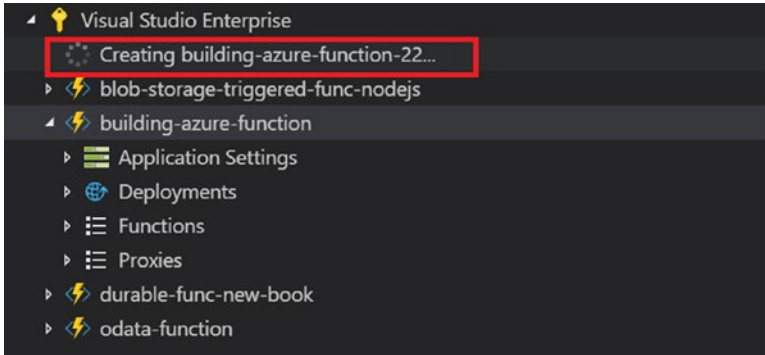 Visual Studio Enterprise
Creating building-azure-function-22...
blob-storage-triggered-func-nodejs
building-azure-function
Application Settings
Deployments
Functions
Proxies
durable-func-new-book
odata-function